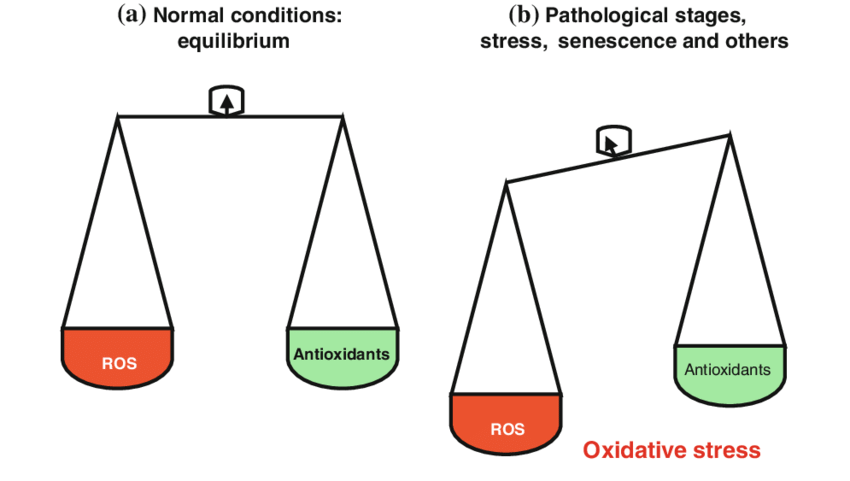 (a) Normal conditions:
equilibrium
(b) Pathological stages,
stress, senescence and others
ROS
Antioxidants
ROS
Antioxidants
Oxidative stress